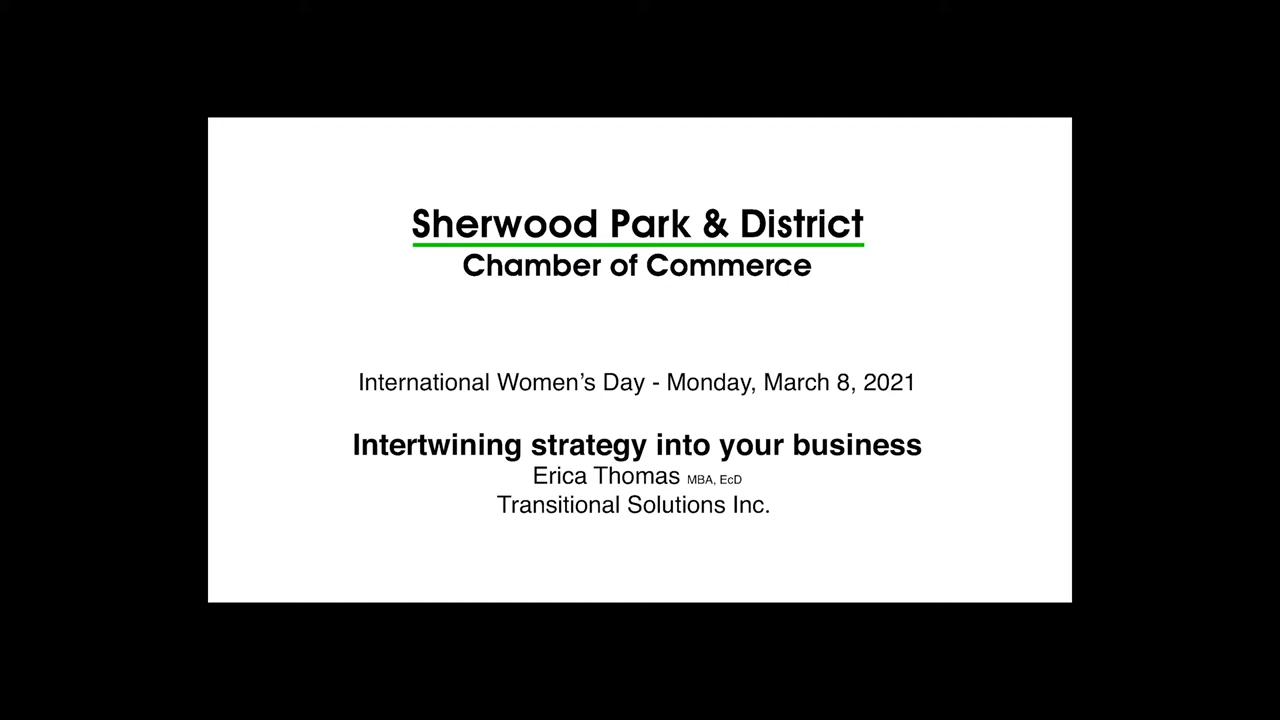 Sherwood Park & District
Chamber of Commerce
International Women’s Day - Monday, March 8, 2021
Intertwining strategy into your business
Erica Thomas MBA, EcD
Transitional Solutions Inc.